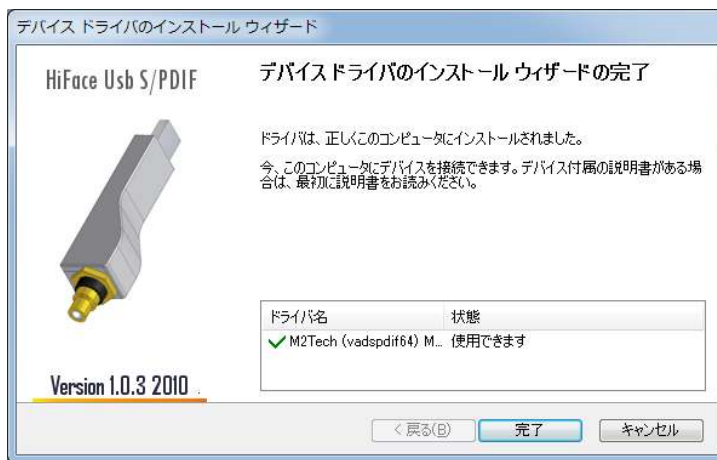 デバイス ドライバのインストール ウィザード
HiFace Usb S/PDIF
デバイス ドライバのインストール ウィザードの完了
ドライバは、正しくこのコンピュータにインストールされました。
今、このコンピュータにデバイスを接続できます。デバイス付属の説明書がある場
合は、最初に説明書をお読みください。
ドライバ名 状態
M2Tech (vadspdif64) M... 使用できます
Version 1.0.3 2010
< 戻る(B) 完了 キャンセル